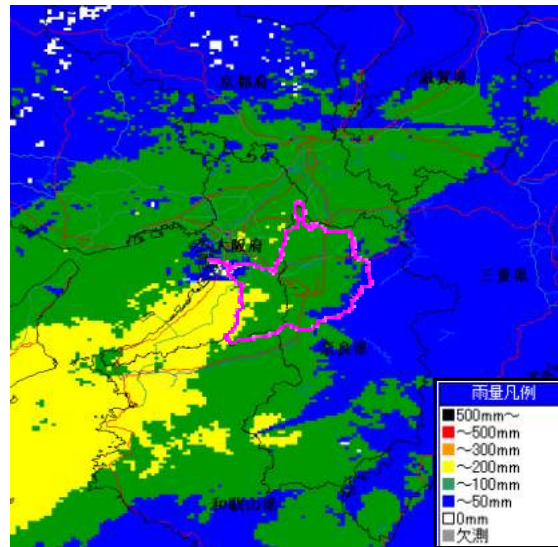 京都府
滋賀県
大阪府
三重県
奈良県
和歌山県
雨量凡例
500mm～
～500mm
～300mm
～200mm
～100mm
～50mm
0mm
欠測